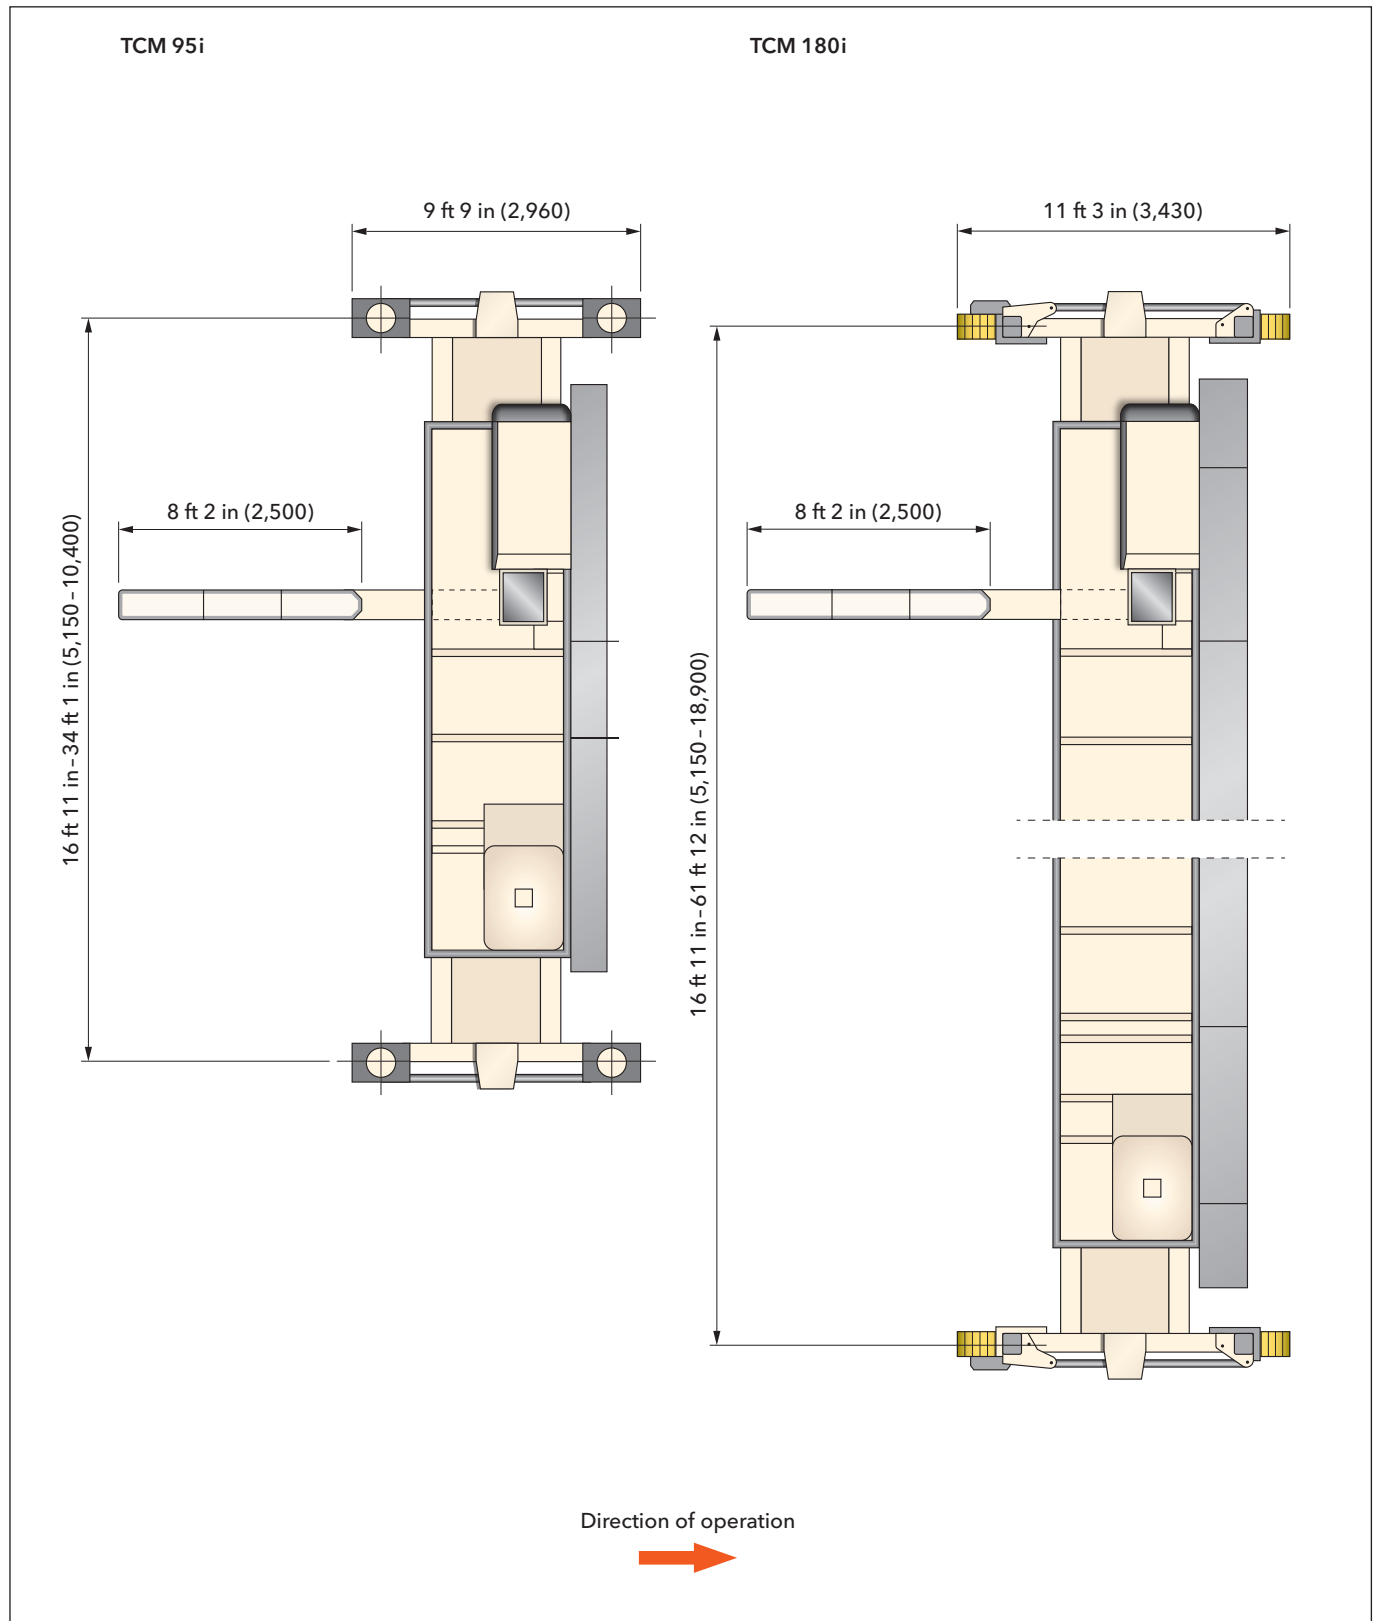 TCM 95i
TCM 180i
9 ft 9 in (2,960)
11 ft 3 in (3,430)
8 ft 2 in (2,500)
8 ft 2 in (2,500)
16 ft 11 in – 34 ft 1 in (5,150 – 10,400)
16 ft 11 in – 61 ft 12 in (5,150 – 18,900)
Direction of operation